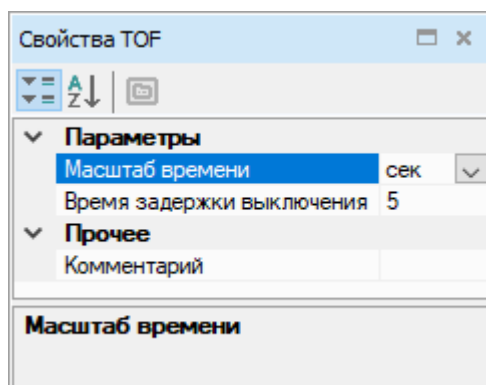 Свойства TOF
Параметры
Масштаб времени сек
Время задержки выключения 5
Прочее
Комментарий
Масштаб времени